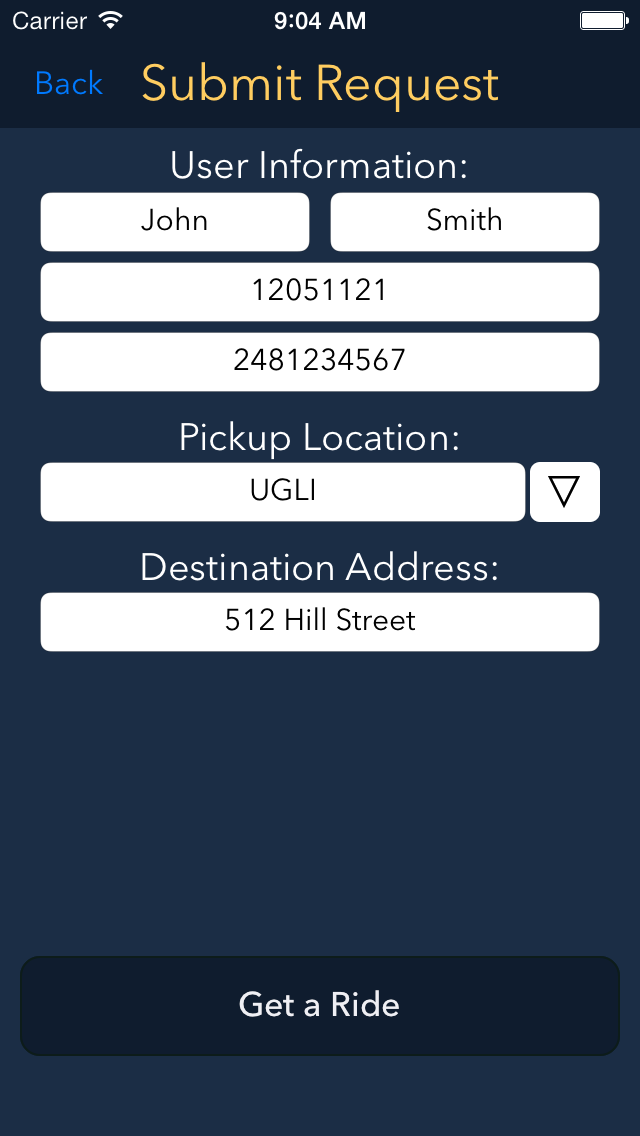 Carrier 9:04 AM
Back Submit Request
User Information:
John Smith
12051121
2481234567
Pickup Location:
UGLI
Destination Address:
512 Hill Street
Get a Ride